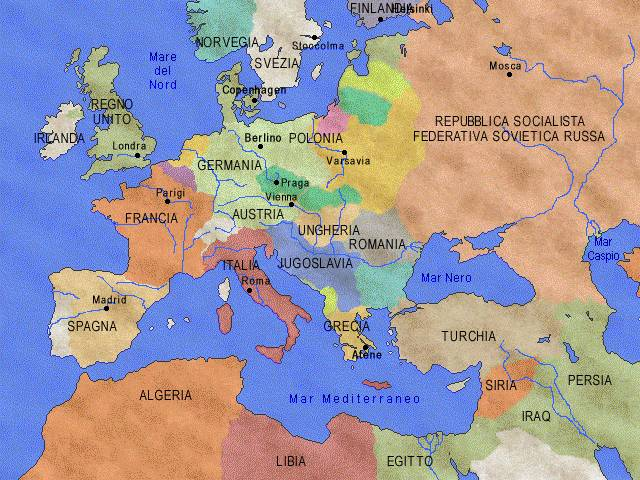 FINLANDIA
Helsinki
NORVEGIA
Stoccolma
SVEZIA
Mare
del
Nord
Mosca
Copenhagen
REGNO
UNITO
REPUBBLICA SOCIALISTA
FEDERATIVA SOVIETICA RUSSA
IRLANDA
Londra
Berlino
POLONIA
Varsavia
GERMANIA
Praga
Parigi
Vienna
FRANCIA
AUSTRIA
UNGHERIA
ROMANIA
Mar
Caspio
ITALIA
JUGOSLAVIA
Roma
Mar Nero
Madrid
SPAGNA
GRECIA
Atene
TURCHIA
SIRIA
PERSIA
ALGERIA
Mar Mediterraneo
IRAQ
LIBIA
EGITTO